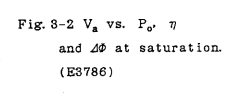 Fig. 3-2 Vₐ vs. Pₒ, η
and ΔΦ at saturation.
(E3786)